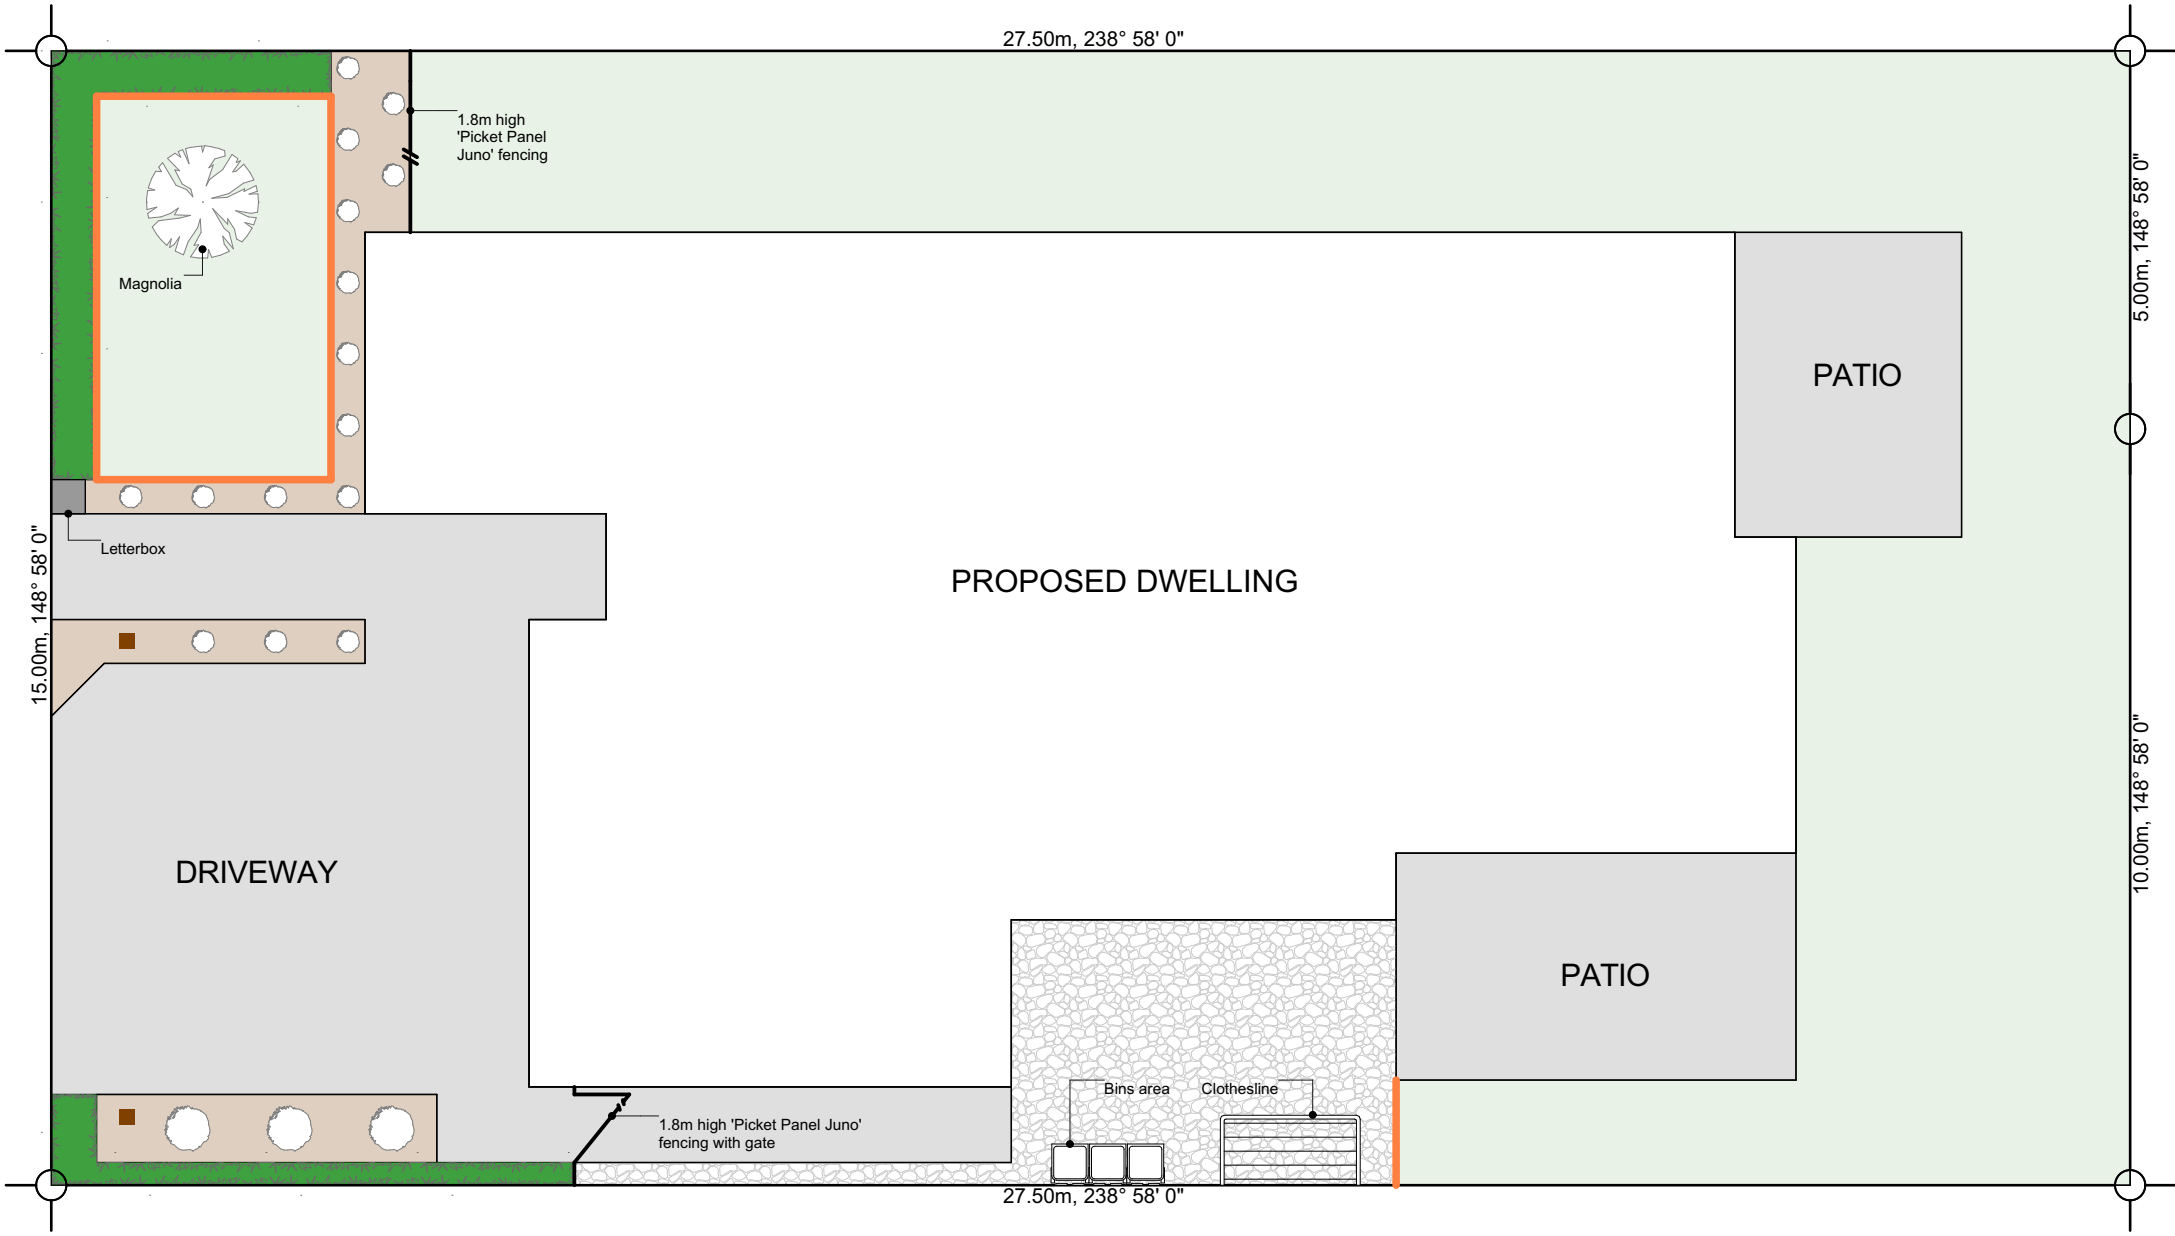 27.50m, 238° 58' 0"
1.8m high
'Picket Panel
Juno' fencing
5.00m, 148° 58' 0"
Magnolia
PATIO
Letterbox
15.00m, 148° 58' 0"
PROPOSED DWELLING
10.00m, 148° 58' 0"
DRIVEWAY
PATIO
Bins area
Clothesline
1.8m high 'Picket Panel Juno'
fencing with gate
27.50m, 238° 58' 0"